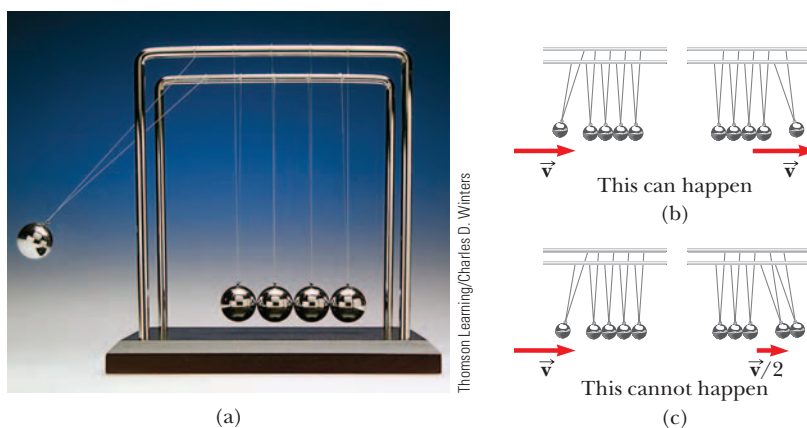 Thomson Learning/Charles D. Winters
(a)
v
v
This can happen
(b)
v
v/2
This cannot happen
(c)